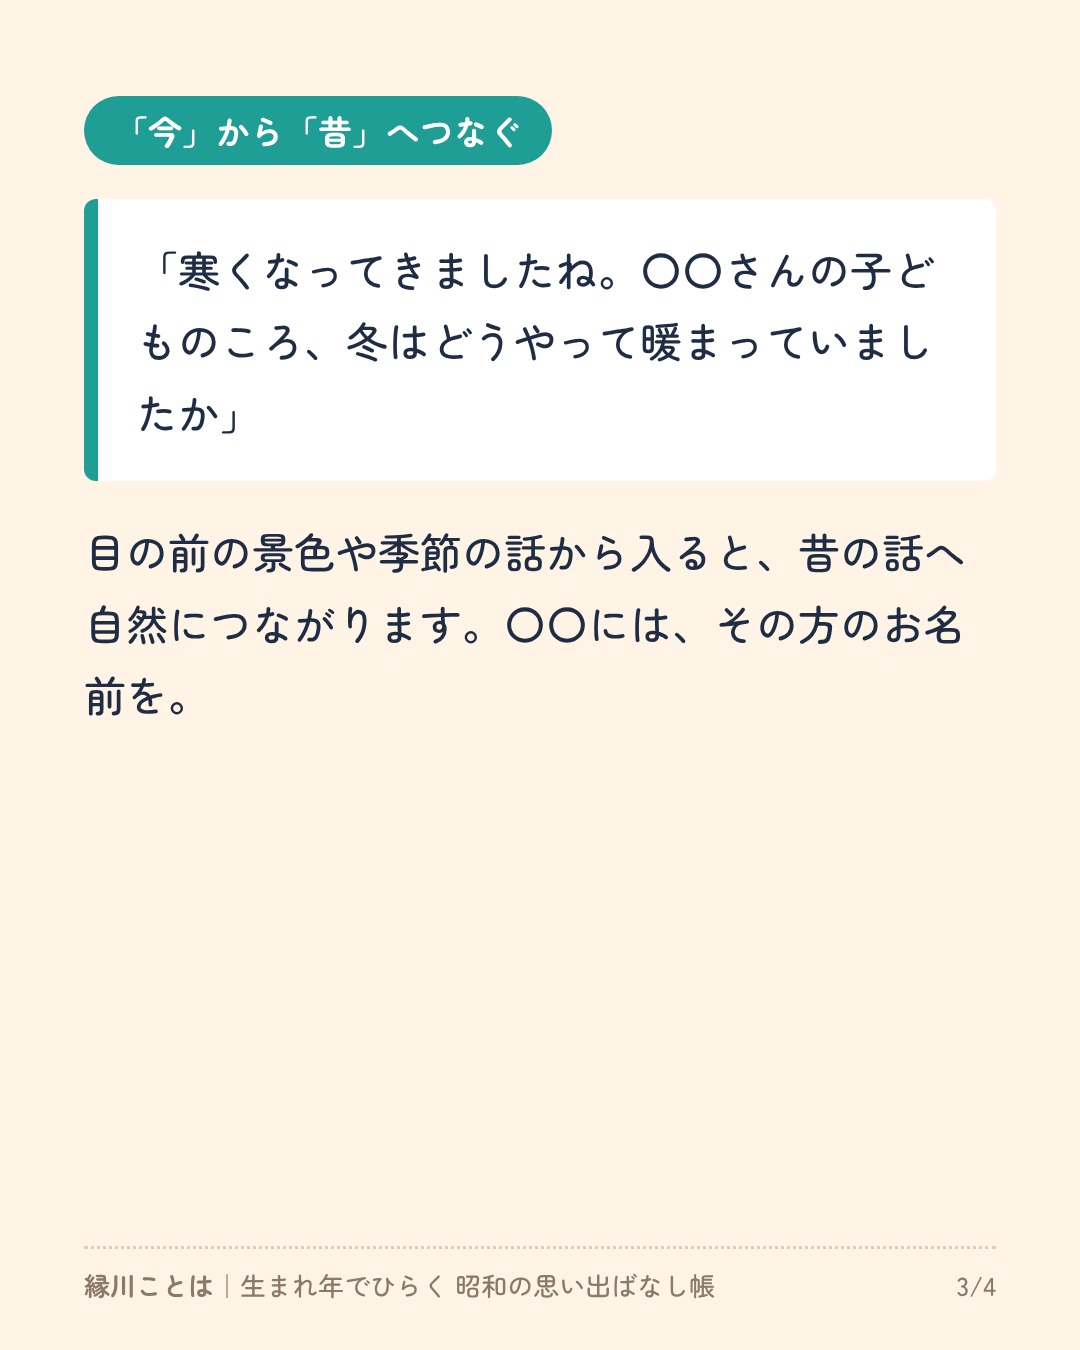 「今」から「昔」へつなぐ
「寒くなってきましたね。〇〇さんの子ど
ものころ、冬はどうやって暖まっていまし
たか」
目の前の景色や季節の話から入ると、昔の話へ
自然につながります。〇〇には、その方のお名
前を。
縁川ことは｜生まれ年でひらく 昭和の思い出ばなし帳
3/4